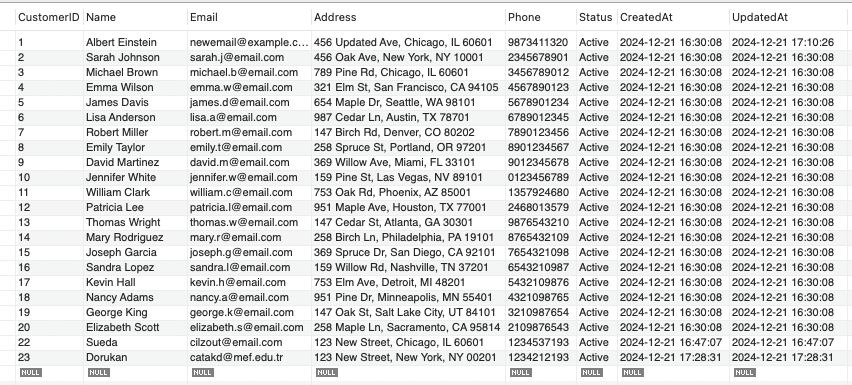 CustomerID Name Email Address Phone Status CreatedAt UpdatedAt
1 Albert Einstein newemail@example.c... 456 Updated Ave, Chicago, IL 60601 9873411320 Active 2024-12-21 16:30:08 2024-12-21 17:10:26
2 Sarah Johnson sarah.j@email.com 456 Oak Ave, New York, NY 10001 2345678901 Active 2024-12-21 16:30:08 2024-12-21 16:30:08
3 Michael Brown michael.b@email.com 789 Pine Rd, Chicago, IL 60601 3456789012 Active 2024-12-21 16:30:08 2024-12-21 16:30:08
4 Emma Wilson emma.w@email.com 321 Elm St, San Francisco, CA 94105 4567890123 Active 2024-12-21 16:30:08 2024-12-21 16:30:08
5 James Davis james.d@email.com 654 Maple Dr, Seattle, WA 98101 5678901234 Active 2024-12-21 16:30:08 2024-12-21 16:30:08
6 Lisa Anderson lisa.a@email.com 987 Cedar Ln, Austin, TX 78701 6789012345 Active 2024-12-21 16:30:08 2024-12-21 16:30:08
7 Robert Miller robert.m@email.com 147 Birch Rd, Denver, CO 80202 7890123456 Active 2024-12-21 16:30:08 2024-12-21 16:30:08
8 Emily Taylor emily.t@email.com 258 Spruce St, Portland, OR 97201 8901234567 Active 2024-12-21 16:30:08 2024-12-21 16:30:08
9 David Martinez david.m@email.com 369 Willow Ave, Miami, FL 33101 9012345678 Active 2024-12-21 16:30:08 2024-12-21 16:30:08
10 Jennifer White jennifer.w@email.com 159 Pine St, Las Vegas, NV 89101 0123456789 Active 2024-12-21 16:30:08 2024-12-21 16:30:08
11 William Clark william.c@email.com 753 Oak Rd, Phoenix, AZ 85001 1357924680 Active 2024-12-21 16:30:08 2024-12-21 16:30:08
12 Patricia Lee patricia.l@email.com 951 Maple Ave, Houston, TX 77001 2468013579 Active 2024-12-21 16:30:08 2024-12-21 16:30:08
13 Thomas Wright thomas.w@email.com 147 Cedar St, Atlanta, GA 30301 9876543210 Active 2024-12-21 16:30:08 2024-12-21 16:30:08
14 Mary Rodriguez mary.r@email.com 258 Birch Ln, Philadelphia, PA 19101 8765432109 Active 2024-12-21 16:30:08 2024-12-21 16:30:08
15 Joseph Garcia joseph.g@email.com 369 Spruce Dr, San Diego, CA 92101 7654321098 Active 2024-12-21 16:30:08 2024-12-21 16:30:08
16 Sandra Lopez sandra.l@email.com 159 Willow Rd, Nashville, TN 37201 6543210987 Active 2024-12-21 16:30:08 2024-12-21 16:30:08
17 Kevin Hall kevin.h@email.com 753 Elm Ave, Detroit, MI 48201 5432109876 Active 2024-12-21 16:30:08 2024-12-21 16:30:08
18 Nancy Adams nancy.a@email.com 951 Pine Dr, Minneapolis, MN 55401 4321098765 Active 2024-12-21 16:30:08 2024-12-21 16:30:08
19 George King george.k@email.com 147 Oak St, Salt Lake City, UT 84101 3210987654 Active 2024-12-21 16:30:08 2024-12-21 16:30:08
20 Elizabeth Scott elizabeth.s@email.com 258 Maple Ln, Sacramento, CA 95814 2109876543 Active 2024-12-21 16:30:08 2024-12-21 16:30:08
22 Sueda cilzout@email.com 123 New Street, Chicago, IL 60601 1234537193 Active 2024-12-21 16:47:07 2024-12-21 16:47:07
23 Dorukan catakd@mef.edu.tr 123 New Street, New York, NY 00201 1234212193 Active 2024-12-21 17:28:31 2024-12-21 17:28:31
NULL NULL NULL NULL NULL NULL NULL NULL